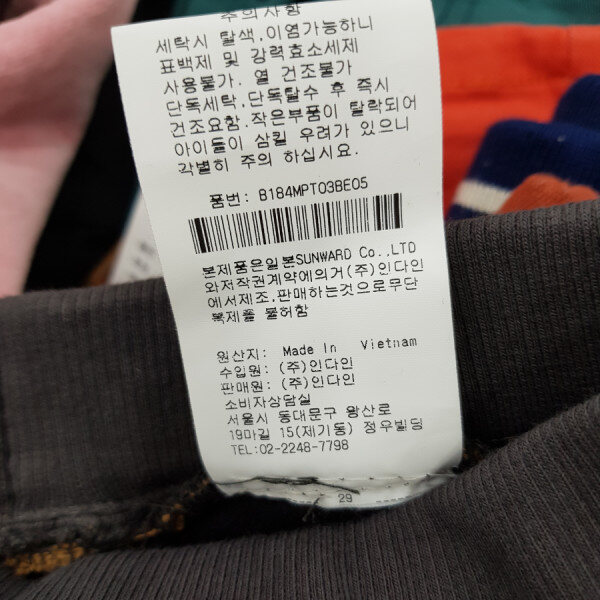 주의사항
세탁시 탈색,이염가능하니
표백제 및 강력효소세제
사용불가. 열 건조불가
단독세탁,단독탈수 후 즉시
건조요함.작은부품이 탈락되어
아이들이 삼킬 우려가 있으니
각별히 주의 하십시요.
품번: B184MPT03BE05
본제품은일본SUNWARD Co.,LTD
와저작권계약에의거(주)인다인
에서제조,판매하는것으로무단
복제를 불허함
원산지: Made In Vietnam
수입원: (주)인다인
판매원: (주)인다인
소비자상담실
서울시 동대문구 왕산로
19마길 15(제기동) 정우빌딩
TEL:02-2248-7798
29